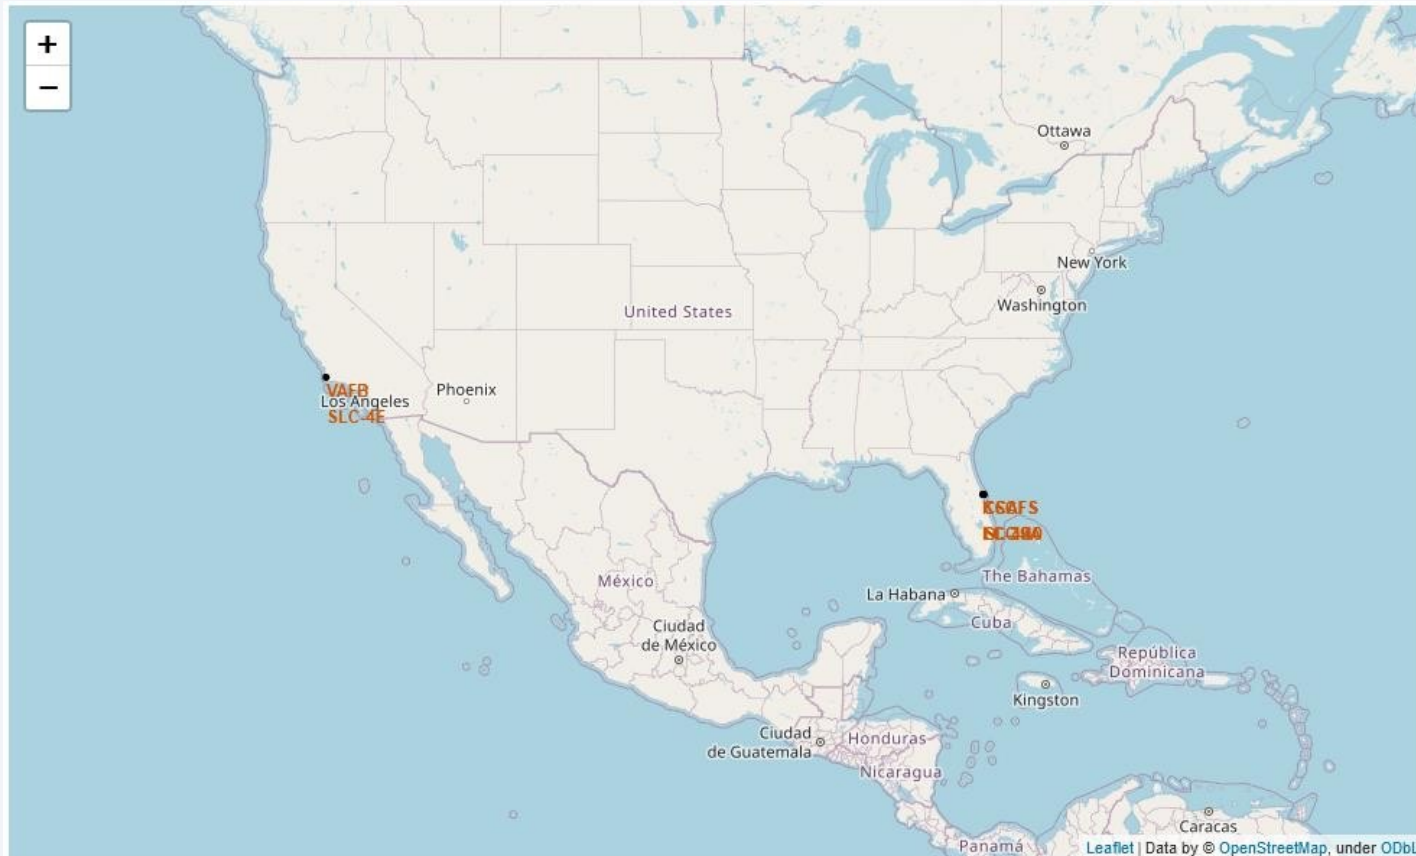 +
−
Ottawa
New York
Washington
United States
Phoenix
VAFB
Los Angeles
SLC-4E
México
Ciudad
de México
The Bahamas
La Habana
Cuba
República
Dominicana
Kingston
Ciudad
de Guatemala
Honduras
Nicaragua
Caracas
Panamá
Leaflet | Data by © OpenStreetMap, under ODbL